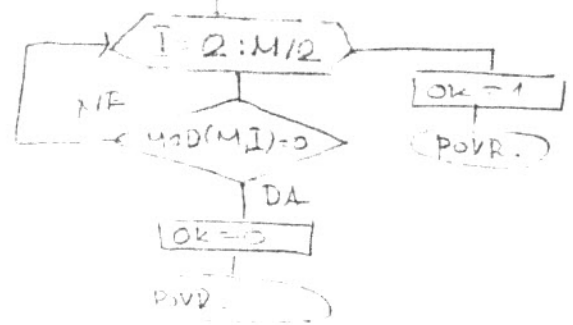 I=2:M/2
OK=1
NE
MOD(M,I)=0
POVR.
DA
OK=0
POVR.